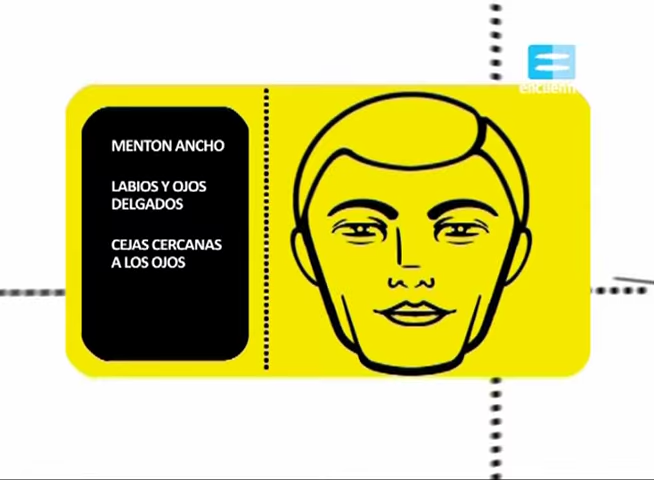 encuentro
MENTON ANCHO
LABIOS Y OJOS
DELGADOS
CEJAS CERCANAS
A LOS OJOS